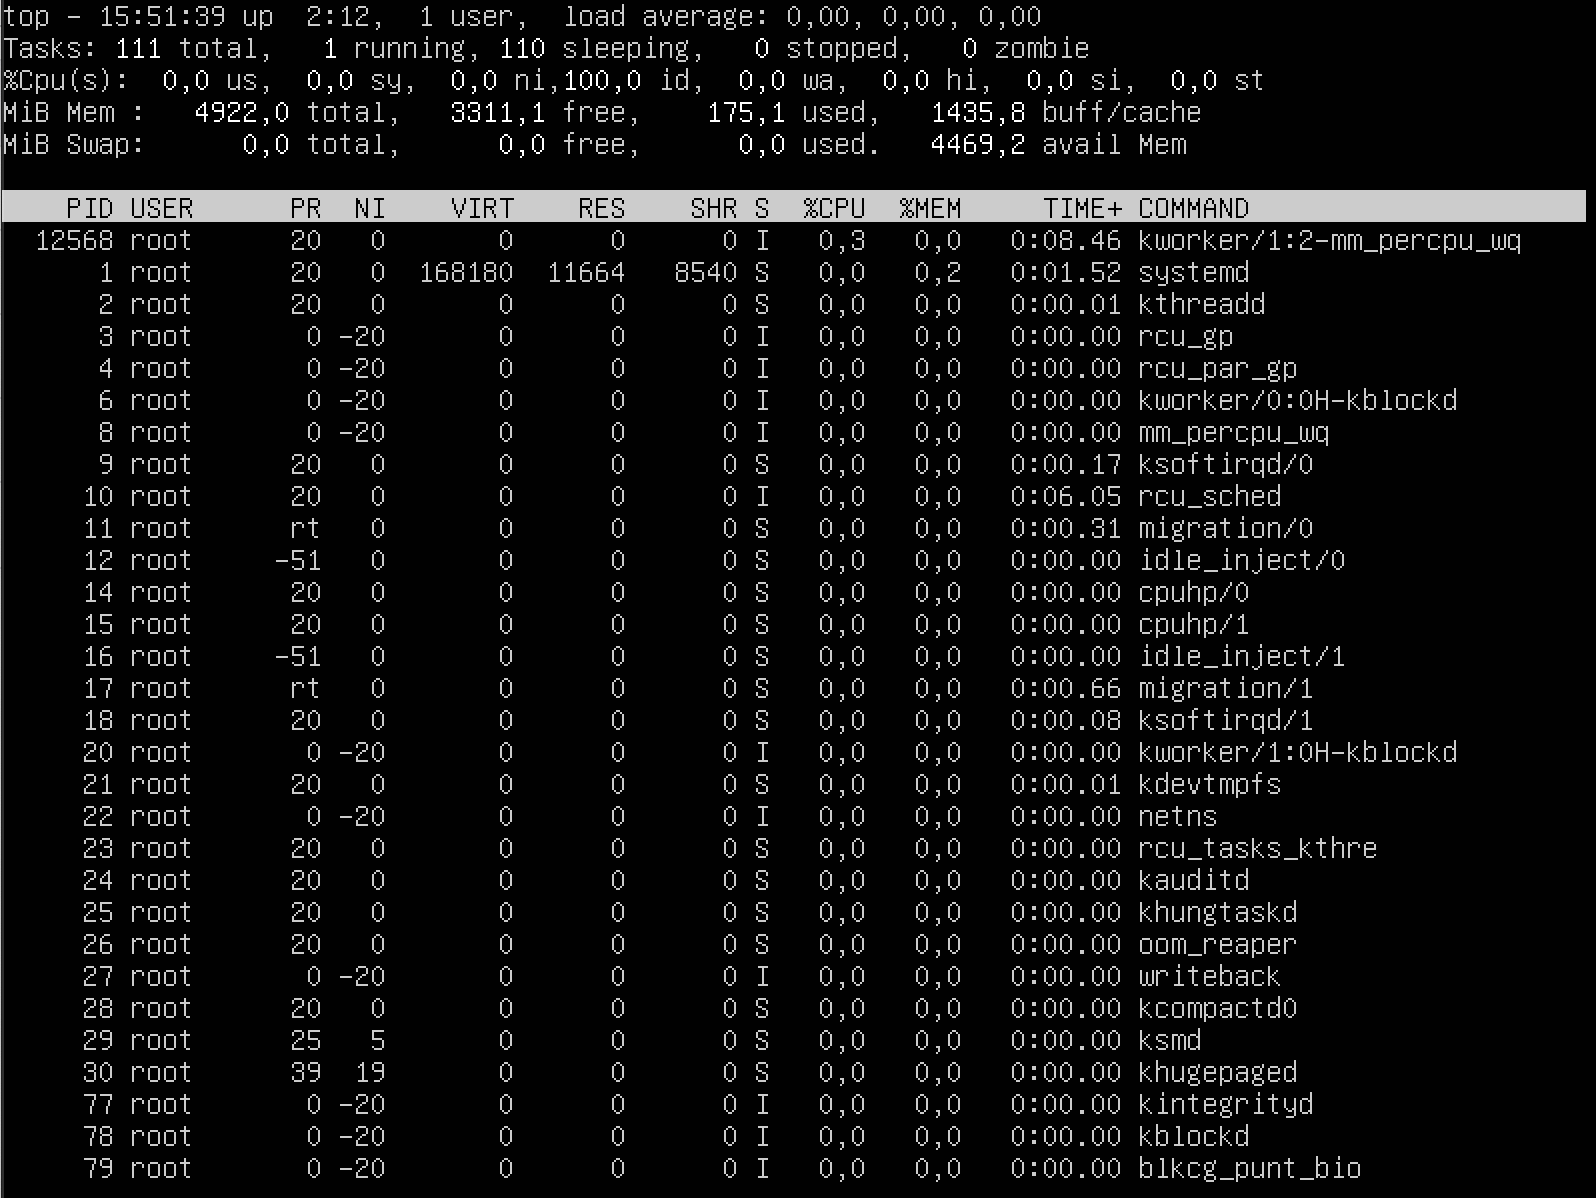 top - 15:51:39 up  2:12,  1 user,  load average: 0,00, 0,00, 0,00
Tasks: 111 total,   1 running, 110 sleeping,   0 stopped,   0 zombie
%Cpu(s):  0,0 us,  0,0 sy,  0,0 ni,100,0 id,  0,0 wa,  0,0 hi,  0,0 si,  0,0 st
MiB Mem :   4922,0 total,   3311,1 free,    175,1 used,   1435,8 buff/cache
MiB Swap:      0,0 total,      0,0 free,      0,0 used.   4469,2 avail Mem
    PID USER      PR  NI    VIRT    RES    SHR S  %CPU  %MEM     TIME+ COMMAND
  12568 root      20   0       0      0      0 I   0,3   0,0   0:08.46 kworker/1:2-mm_percpu_wq
      1 root      20   0  168180  11664   8540 S   0,0   0,2   0:01.52 systemd
      2 root      20   0       0      0      0 S   0,0   0,0   0:00.01 kthreadd
      3 root       0 -20       0      0      0 I   0,0   0,0   0:00.00 rcu_gp
      4 root       0 -20       0      0      0 I   0,0   0,0   0:00.00 rcu_par_gp
      6 root       0 -20       0      0      0 I   0,0   0,0   0:00.00 kworker/0:0H-kblockd
      8 root       0 -20       0      0      0 I   0,0   0,0   0:00.00 mm_percpu_wq
      9 root      20   0       0      0      0 S   0,0   0,0   0:00.17 ksoftirqd/0
     10 root      20   0       0      0      0 I   0,0   0,0   0:06.05 rcu_sched
     11 root      rt   0       0      0      0 S   0,0   0,0   0:00.31 migration/0
     12 root     -51   0       0      0      0 S   0,0   0,0   0:00.00 idle_inject/0
     14 root      20   0       0      0      0 S   0,0   0,0   0:00.00 cpuhp/0
     15 root      20   0       0      0      0 S   0,0   0,0   0:00.00 cpuhp/1
     16 root     -51   0       0      0      0 S   0,0   0,0   0:00.00 idle_inject/1
     17 root      rt   0       0      0      0 S   0,0   0,0   0:00.66 migration/1
     18 root      20   0       0      0      0 S   0,0   0,0   0:00.08 ksoftirqd/1
     20 root       0 -20       0      0      0 I   0,0   0,0   0:00.00 kworker/1:0H-kblockd
     21 root      20   0       0      0      0 S   0,0   0,0   0:00.01 kdevtmpfs
     22 root       0 -20       0      0      0 I   0,0   0,0   0:00.00 netns
     23 root      20   0       0      0      0 S   0,0   0,0   0:00.00 rcu_tasks_kthre
     24 root      20   0       0      0      0 S   0,0   0,0   0:00.00 kauditd
     25 root      20   0       0      0      0 S   0,0   0,0   0:00.00 khungtaskd
     26 root      20   0       0      0      0 S   0,0   0,0   0:00.00 oom_reaper
     27 root       0 -20       0      0      0 I   0,0   0,0   0:00.00 writeback
     28 root      20   0       0      0      0 S   0,0   0,0   0:00.00 kcompactd0
     29 root      25   5       0      0      0 S   0,0   0,0   0:00.00 ksmd
     30 root      39  19       0      0      0 S   0,0   0,0   0:00.00 khugepaged
     77 root       0 -20       0      0      0 I   0,0   0,0   0:00.00 kintegrityd
     78 root       0 -20       0      0      0 I   0,0   0,0   0:00.00 kblockd
     79 root       0 -20       0      0      0 I   0,0   0,0   0:00.00 blkcg_punt_bio